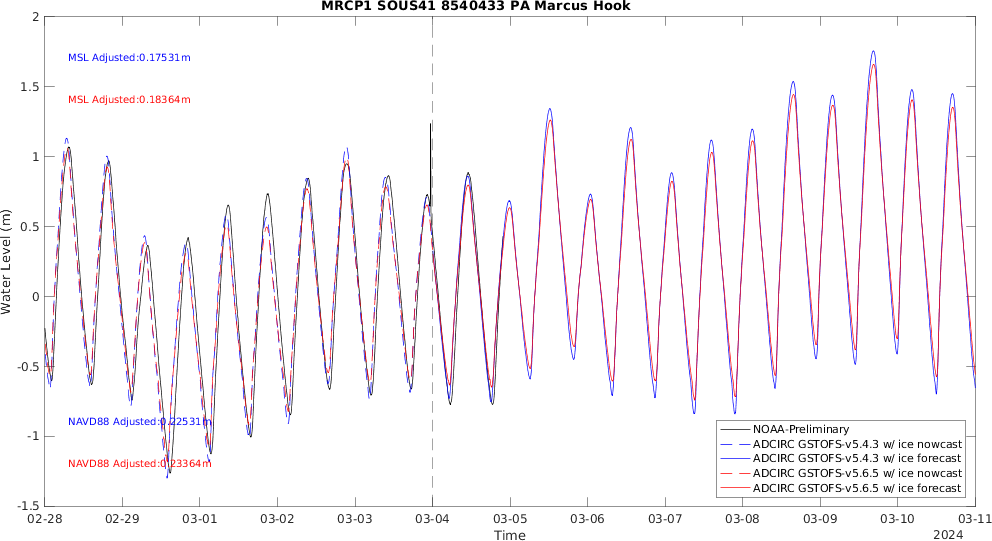 MRCP1 SOUS41 8540433 PA Marcus Hook
2
MSL Adjusted:0.17531m
1.5
MSL Adjusted:0.18364m
1
0.5
Water Level (m)
0
-0.5
NAVD88 Adjusted:0.22531m
-1
NAVD88 Adjusted:0.23364m
-1.5
NOAA-Preliminary
ADCIRC GSTOFS-v5.4.3 w/ ice nowcast
ADCIRC GSTOFS-v5.4.3 w/ ice forecast
ADCIRC GSTOFS-v5.6.5 w/ ice nowcast
ADCIRC GSTOFS-v5.6.5 w/ ice forecast
02-28 02-29 03-01 03-02 03-03 03-04 03-05 03-06 03-07 03-08 03-09 03-10 03-11
Time
2024